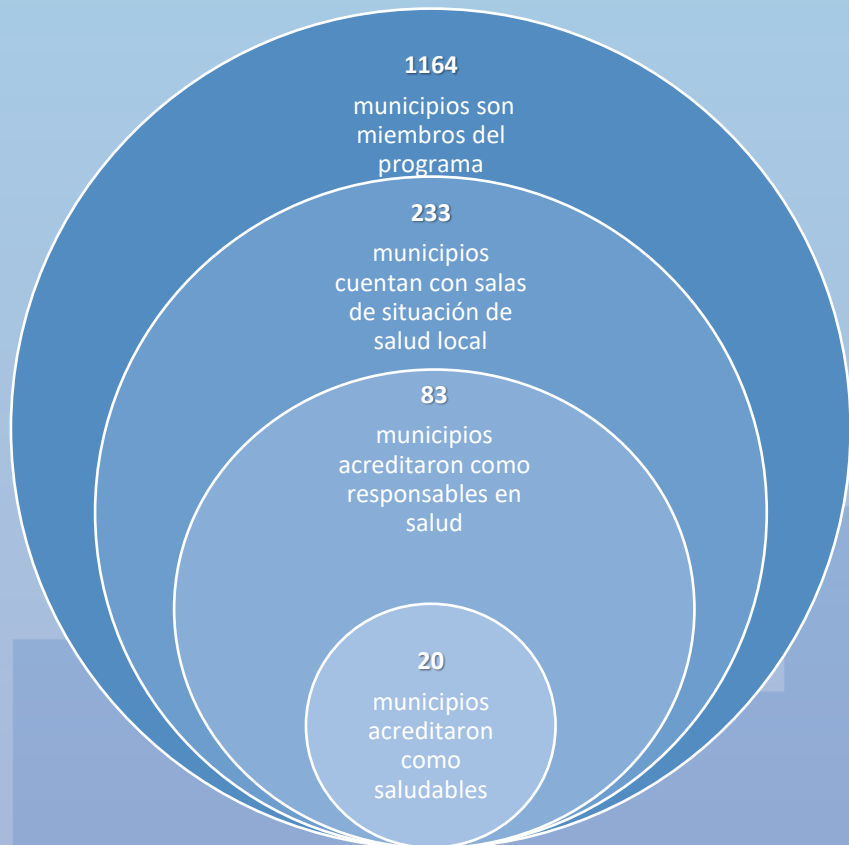 1164
municipios son
miembros del
programa
233
municipios
cuentan con salas
de situación de
salud local
83
municipios
acreditaron como
responsables en
salud
20
municipios
acreditaron
como
saludables